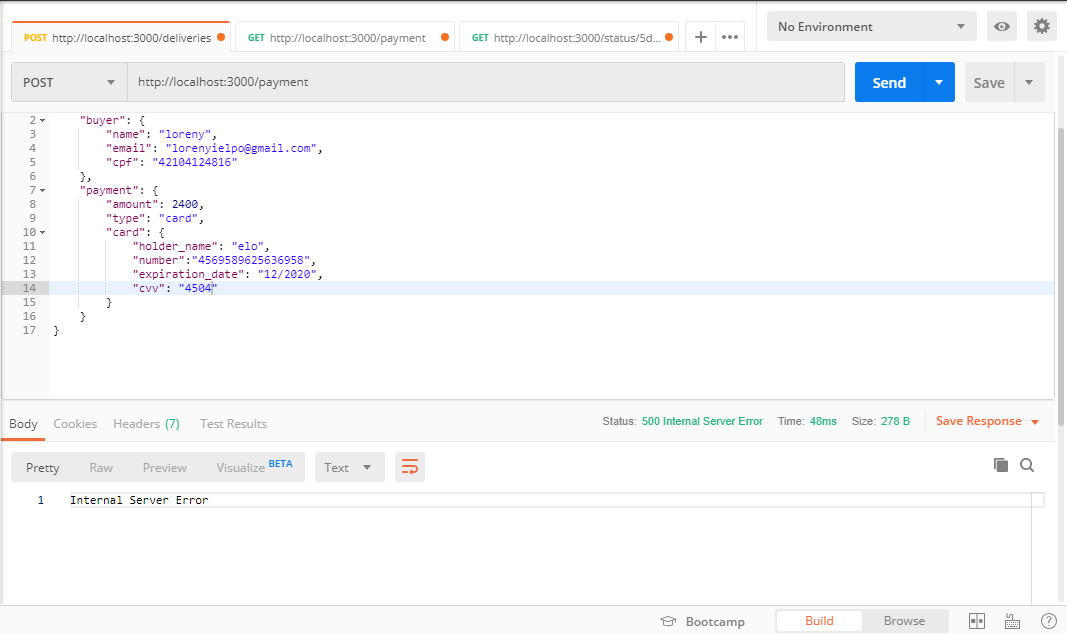 POST http://localhost:3000/deliveries GET http://localhost:3000/payment GET http://localhost:3000/status/5d... + ••• No Environment
POST http://localhost:3000/payment Send Save
2 "buyer": {
3 "name": "loreny",
4 "email": "lorenyielpo@gmail.com",
5 "cpf": "42104124816"
6 },
7 "payment": {
8 "amount": 2400,
9 "type": "card",
10 "card": {
11 "holder_name": "elo",
12 "number":"4569589625636958",
13 "expiration_date": "12/2020",
14 "cvv": "4504"
15 }
16 }
17 }
Body Cookies Headers (7) Test Results Status: 500 Internal Server Error Time: 48ms Size: 278 B Save Response
Pretty Raw Preview Visualize BETA Text
1 Internal Server Error
Bootcamp Build Browse ?